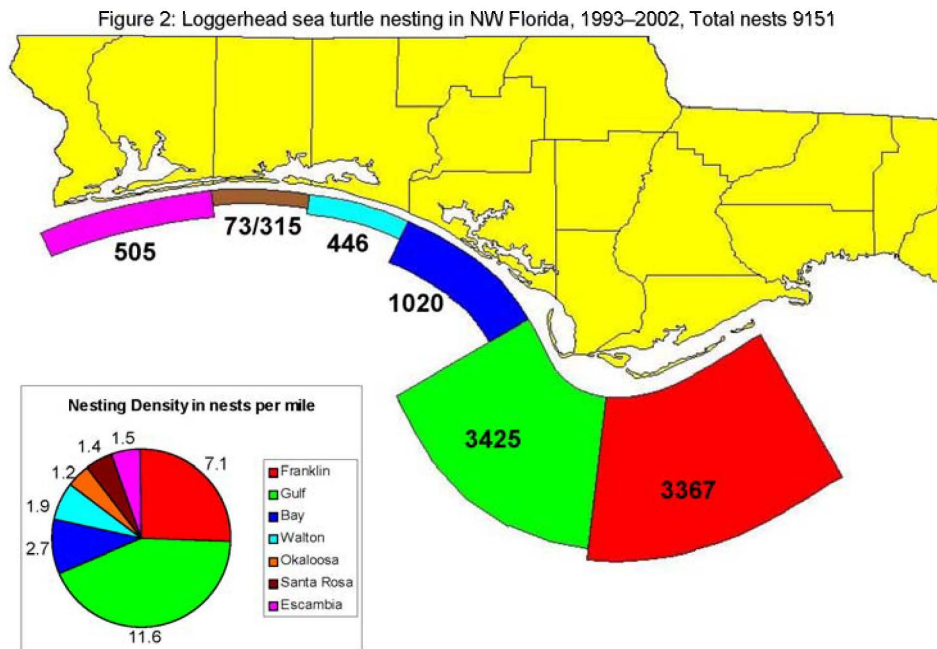 Figure 2: Loggerhead sea turtle nesting in NW Florida, 1993–2002, Total nests 9151
505
73/315
446
1020
3425
3367
Nesting Density in nests per mile
1.5
1.4
1.2
1.9
2.7
11.6
7.1
Franklin
Gulf
Bay
Walton
Okaloosa
Santa Rosa
Escambia